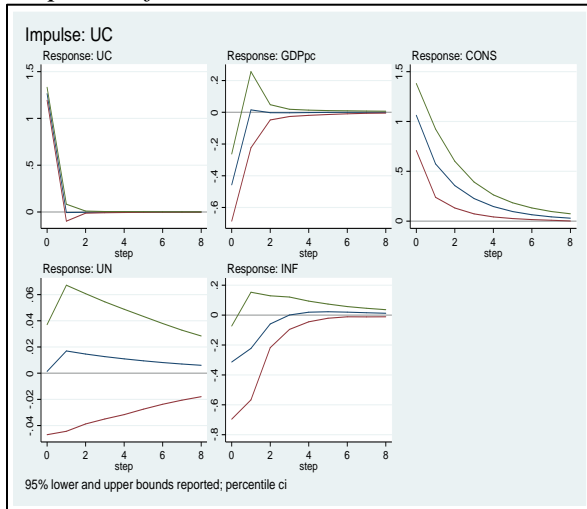 Impulse: UC
Response: UC
Response: GDPpc
Response: CONS
1.5
1
.5
0
.2
0
-.2
-.4
-.6
1.5
1
.5
0
0 2 4 6 8
0 2 4 6 8
0 2 4 6 8
step
step
step
Response: UN
Response: INF
.06
.04
.02
0
-.02
-.04
.2
0
-.2
-.4
-.6
-.8
0 2 4 6 8
0 2 4 6 8
step
step
95% lower and upper bounds reported; percentile ci